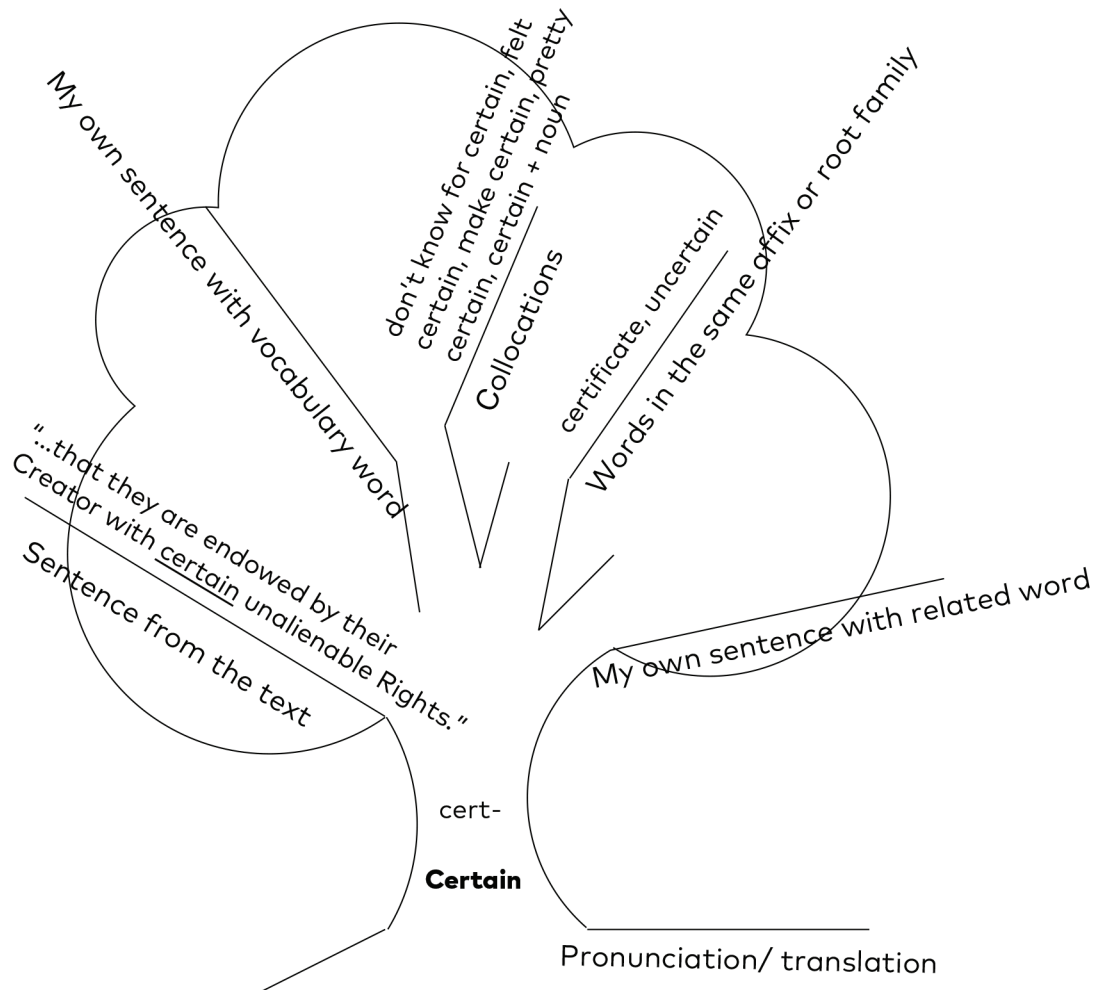 My own sentence with vocabulary word
don't know for certain, felt
certain, make certain, pretty
certain, certain + noun
Collocations
certificate, uncertain
Words in the same affix or root family
"...that they are endowed by their
Creator with certain unalienable Rights."
Sentence from the text
My own sentence with related word
cert-
Certain
Pronunciation/ translation